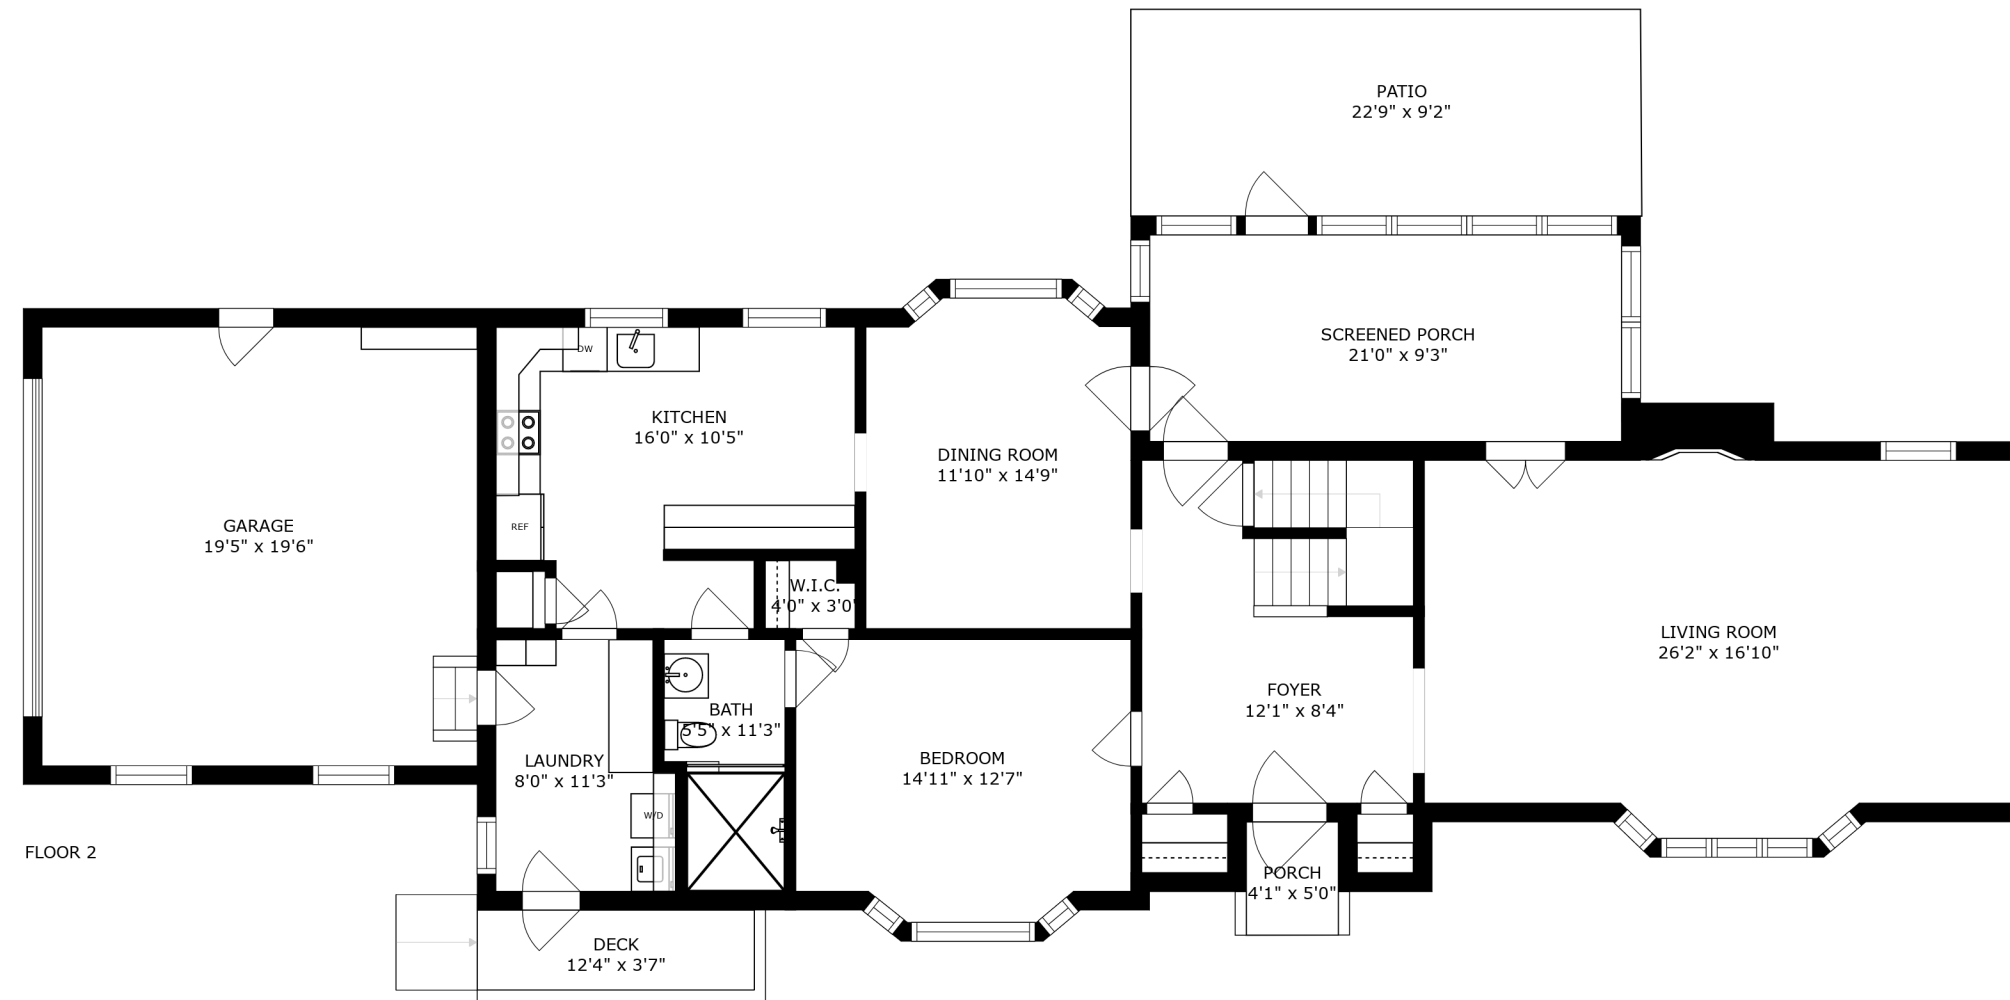 PATIO
22'9" x 9'2"
SCREENED PORCH
21'0" x 9'3"
DW
KITCHEN
16'0" x 10'5"
DINING ROOM
11'10" x 14'9"
GARAGE
19'5" x 19'6"
REF
W.I.C.
4'0" x 3'0"
LIVING ROOM
26'2" x 16'10"
FOYER
12'1" x 8'4"
BATH
5'5" x 11'3"
LAUNDRY
8'0" x 11'3"
BEDROOM
14'11" x 12'7"
W/D
FLOOR 2
PORCH
4'1" x 5'0"
DECK
12'4" x 3'7"